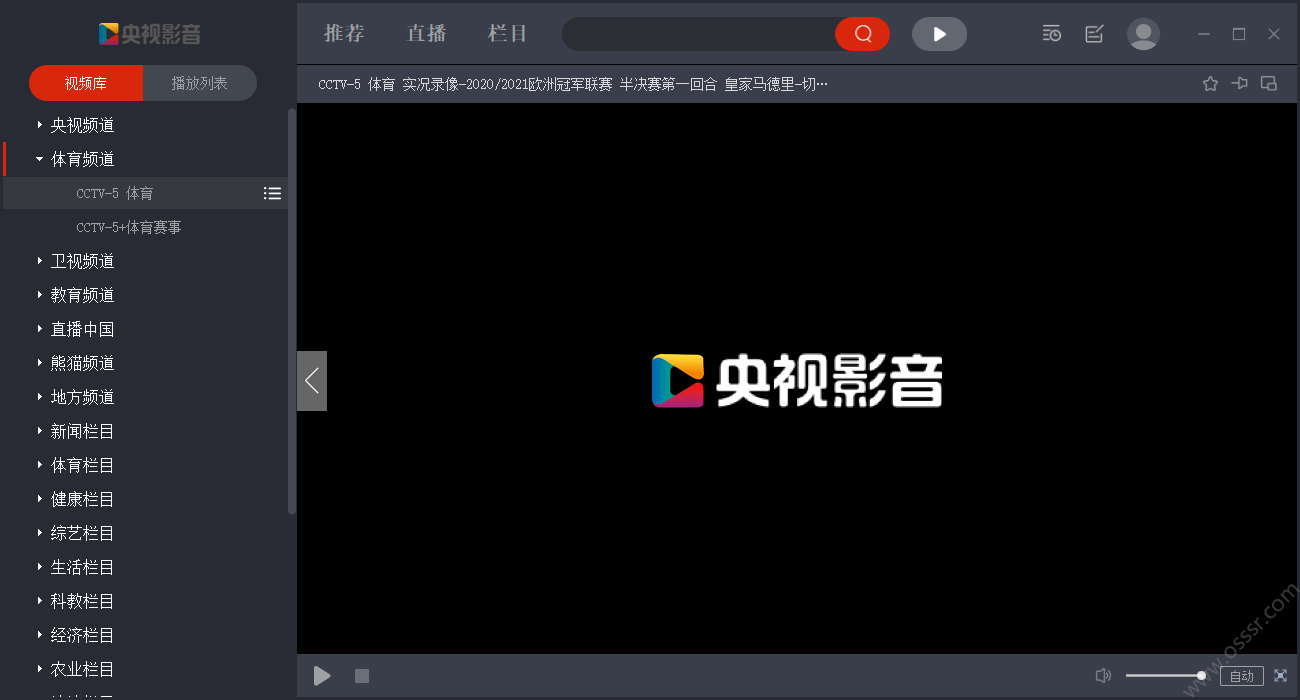 央视影音
推荐 直播 栏目
视频库 播放列表
CCTV-5 体育 实况录像-2020/2021欧洲冠军联赛 半决赛第一回合 皇家马德里-切…
央视频道
体育频道
CCTV-5 体育
CCTV-5+体育赛事
卫视频道
教育频道
直播中国
熊猫频道
地方频道
新闻栏目
体育栏目
健康栏目
综艺栏目
生活栏目
科教栏目
经济栏目
农业栏目
央视影音
自动
www.osssr.com